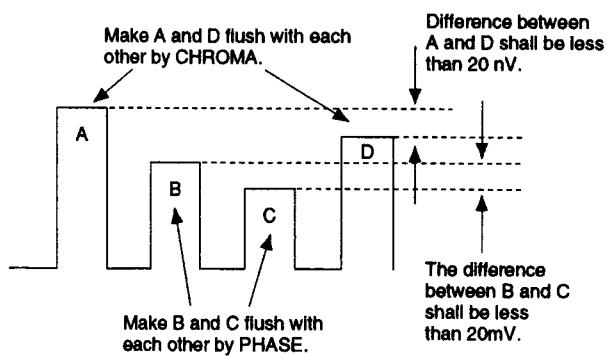 Make A and D flush with each
other by CHROMA.
Difference between
A and D shall be less
than 20 nV.
A
B
C
D
Make B and C flush with
each other by PHASE.
The difference
between B and C
shall be less
than 20mV.